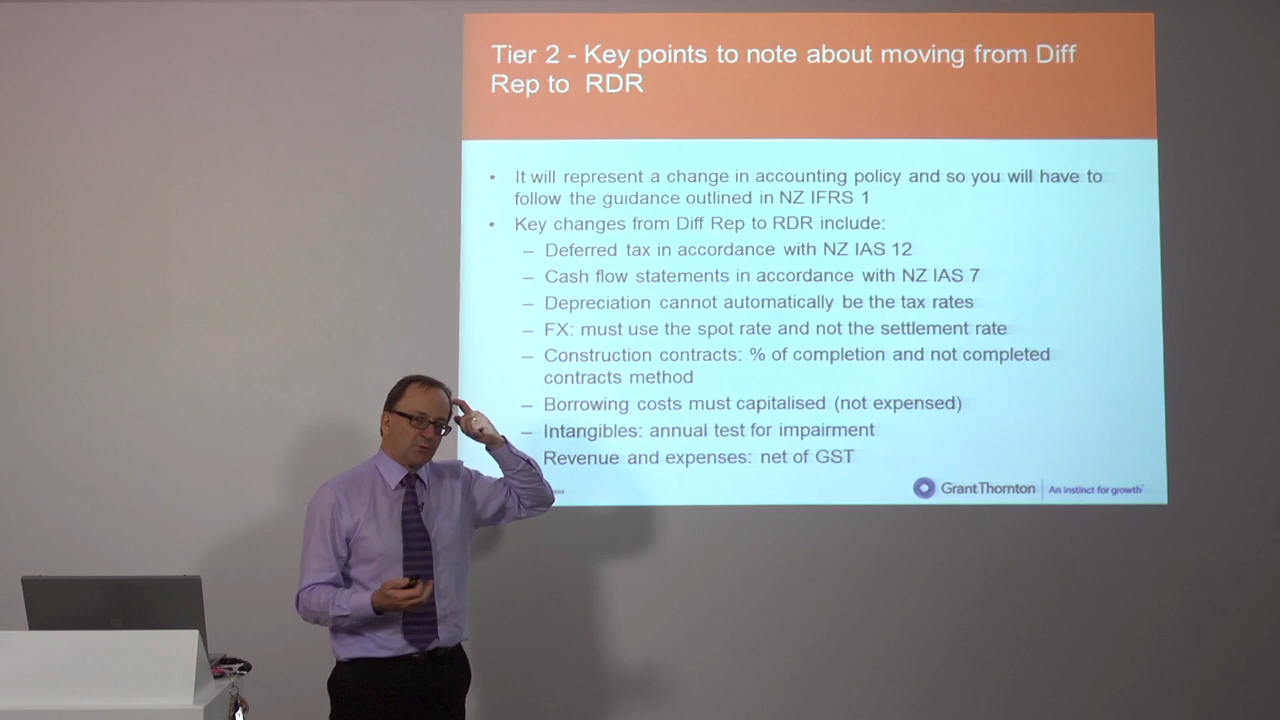 Tier 2 - Key points to note about moving from Diff
Rep to RDR
• It will represent a change in accounting policy and so you will have to
follow the guidance outlined in NZ IFRS 1
• Key changes from Diff Rep to RDR include:
– Deferred tax in accordance with NZ IAS 12
– Cash flow statements in accordance with NZ IAS 7
– Depreciation cannot automatically be the tax rates
– FX: must use the spot rate and not the settlement rate
– Construction contracts: % of completion and not completed
contracts method
– Borrowing costs must capitalised (not expensed)
– Intangibles: annual test for impairment
Revenue and expenses: net of GST
GrantThornton
An instinct for growth